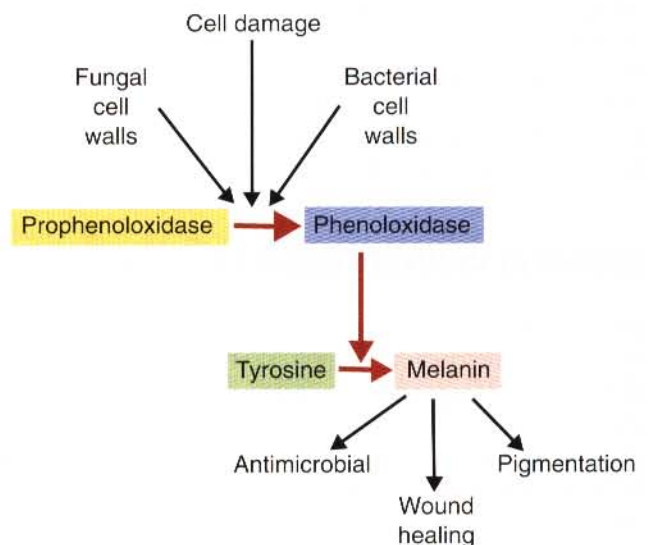 Cell damage
Fungal
cell
walls
Bacterial
cell
walls
Prophenoloxidase
Phenoloxidase
Tyrosine
Melanin
Antimicrobial
Wound
healing
Pigmentation